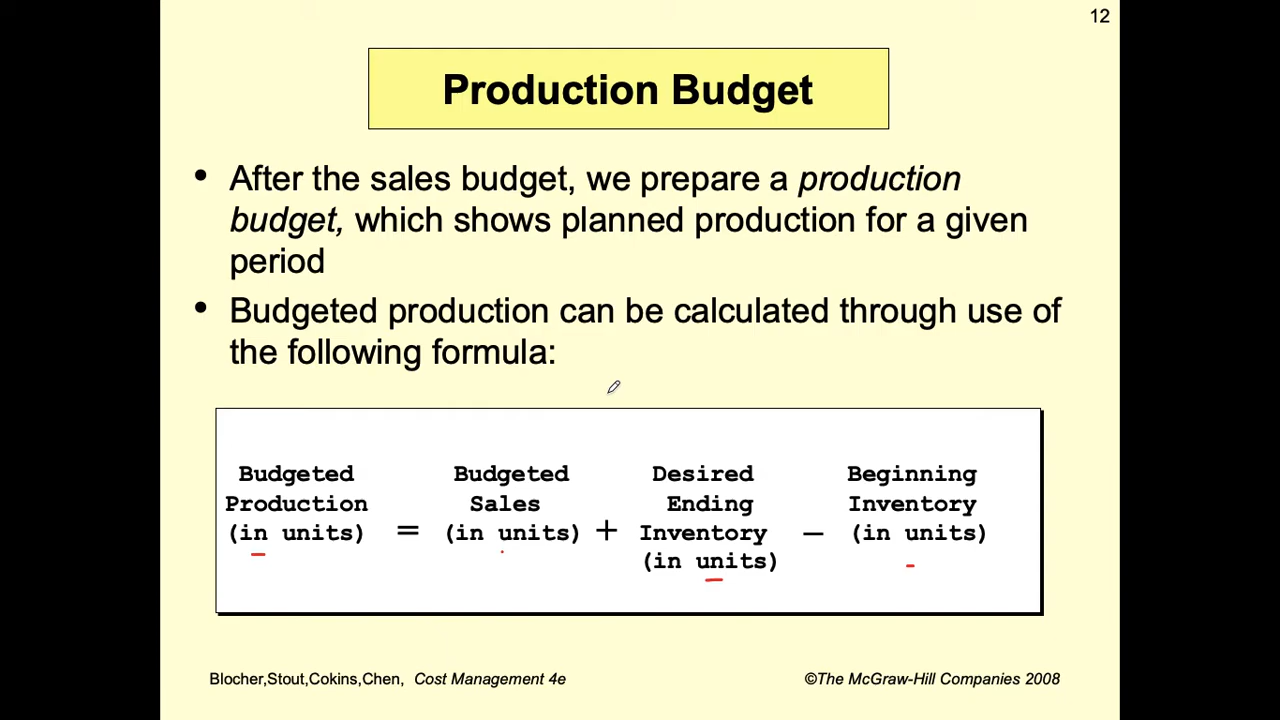 12
Production Budget
• After the sales budget, we prepare a production
budget, which shows planned production for a given
period
• Budgeted production can be calculated through use of
the following formula:
Budgeted Budgeted Desired Beginning
Production Sales Ending Inventory
(in units) = (in units) + Inventory – (in units)
(in units)
Blocher,Stout,Cokins,Chen, Cost Management 4e ©The McGraw-Hill Companies 2008